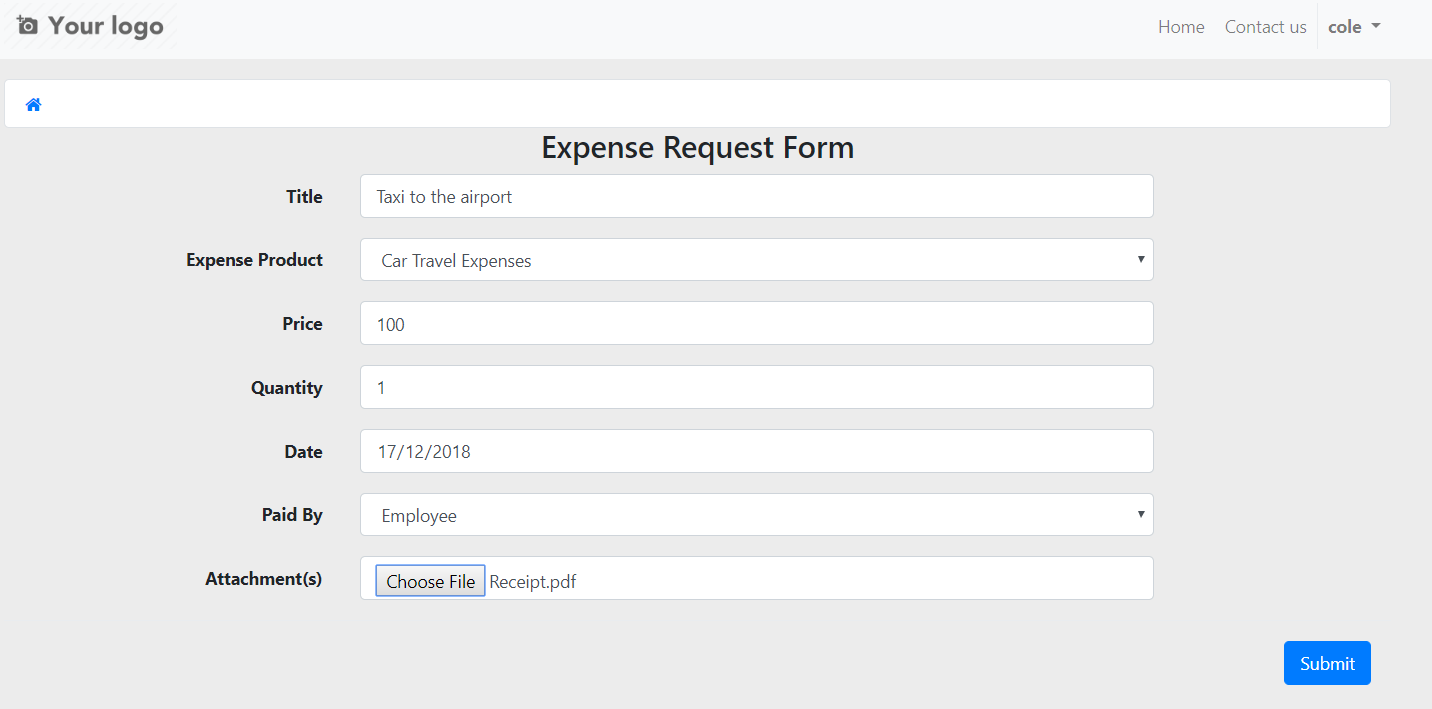 Your logo
Home Contact us cole
Expense Request Form
Title Taxi to the airport
Expense Product Car Travel Expenses
Price 100
Quantity 1
Date 17/12/2018
Paid By Employee
Attachment(s) Choose File Receipt.pdf
Submit